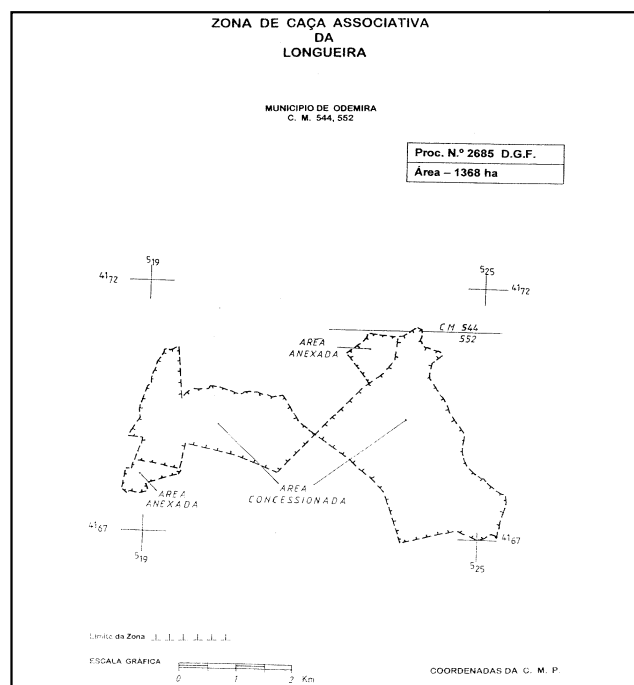 ZONA DE CAÇA ASSOCIATIVA
DA
LONGUEIRA
MUNICIPIO DE ODEMIRA
C. M. 544, 552
Proc. N.º 2685 D.G.F.
Área – 1368 ha
519
4172
525
4172
CM 544
552
AREA
ANEXADA
AREA
ANEXADA
AREA
CONCESSIONADA
4167
519
4167
525
Limite da Zona
ESCALA GRÁFICA
0 1 2 Km
COORDENADAS DA C. M. P.